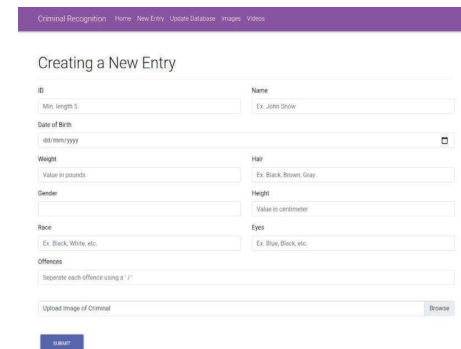 Criminal Recognition Home New Entry Update Database Images Videos
Creating a New Entry
ID Name
Min. length 5 Ex. John Snow
Date of Birth
dd/mm/yyyy
Weight Hair
Value in pounds Ex. Black, Brown, Gray
Gender Height
Value in centimeter
Race Eyes
Ex. Black, White, etc. Ex. Blue, Block, etc.
Offences
Seperate each offence using a '/'
Upload Image of Criminal Browse
SUBMIT